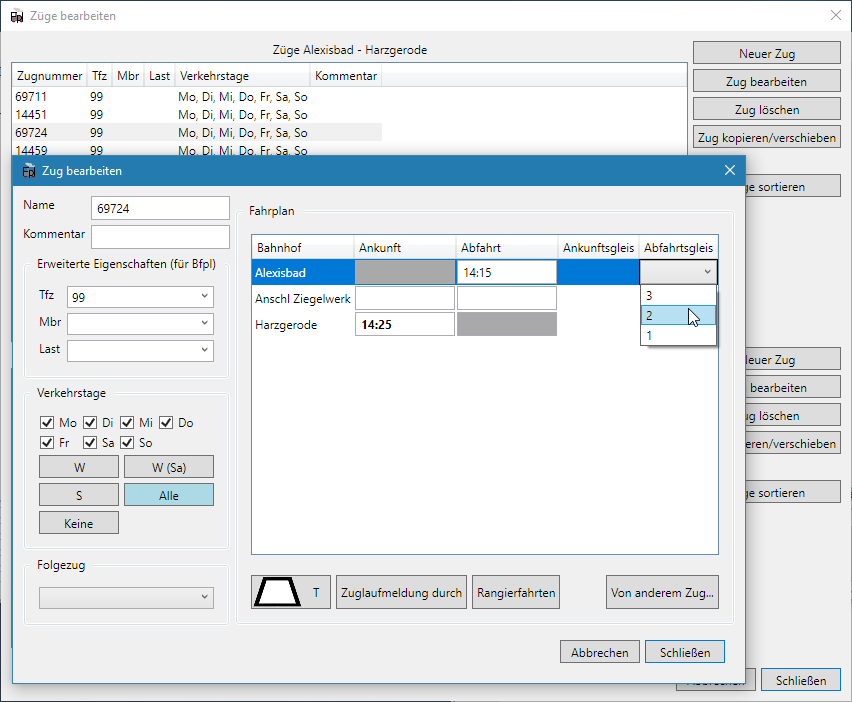 Züge bearbeiten
Züge Alexisbad - Harzgerode
Zugnummer Tfz Mbr Last Verkehrstage Kommentar
69711 99 Mo, Di, Mi, Do, Fr, Sa, So
14451 99 Mo, Di, Mi, Do, Fr, Sa, So
69724 99 Mo, Di, Mi, Do, Fr, Sa, So
14459 99 Mo, Di, Mi, Do, Fr, Sa, So
Neuer Zug
Zug bearbeiten
Zug löschen
Zug kopieren/verschieben
ge sortieren
Neuer Zug
bearbeiten
ug löschen
eren/verschieben
ge sortieren
Schließen
Zug bearbeiten
Name 69724
Kommentar
Erweiterte Eigenschaften (für Bfpl)
Tfz 99
Mbr
Last
Verkehrstage
Mo Di Mi Do
Fr Sa So
W W (Sa)
S Alle
Keine
Folgezug
Fahrplan
Bahnhof Ankunft Abfahrt Ankunftsgleis Abfahrtsgleis
Alexisbad 14:15
Anschl Ziegelwerk
Harzgerode 14:25
3
2
1
T Zuglaufmeldung durch Rangierfahrten Von anderem Zug...
Abbrechen Schließen